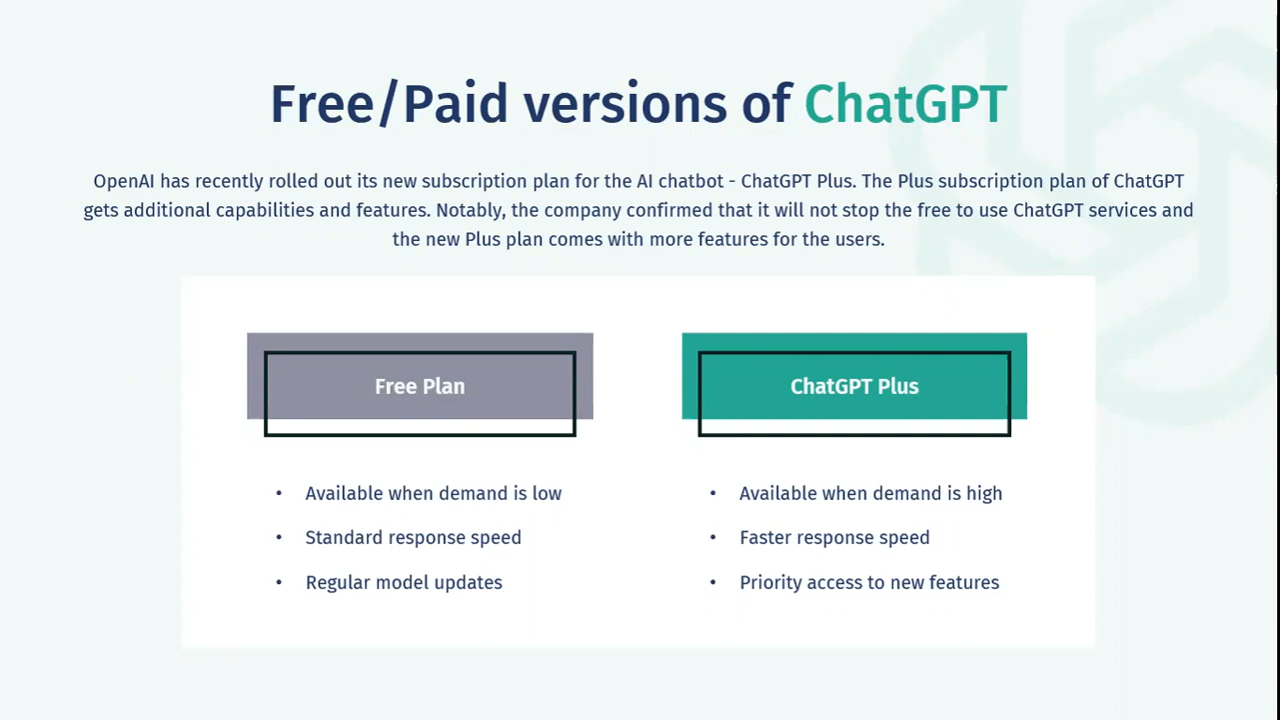 Free/Paid versions of ChatGPT
OpenAI has recently rolled out its new subscription plan for the AI chatbot - ChatGPT Plus. The Plus subscription plan of ChatGPT
gets additional capabilities and features. Notably, the company confirmed that it will not stop the free to use ChatGPT services and
the new Plus plan comes with more features for the users.
Free Plan
• Available when demand is low
• Standard response speed
• Regular model updates
ChatGPT Plus
• Available when demand is high
• Faster response speed
• Priority access to new features